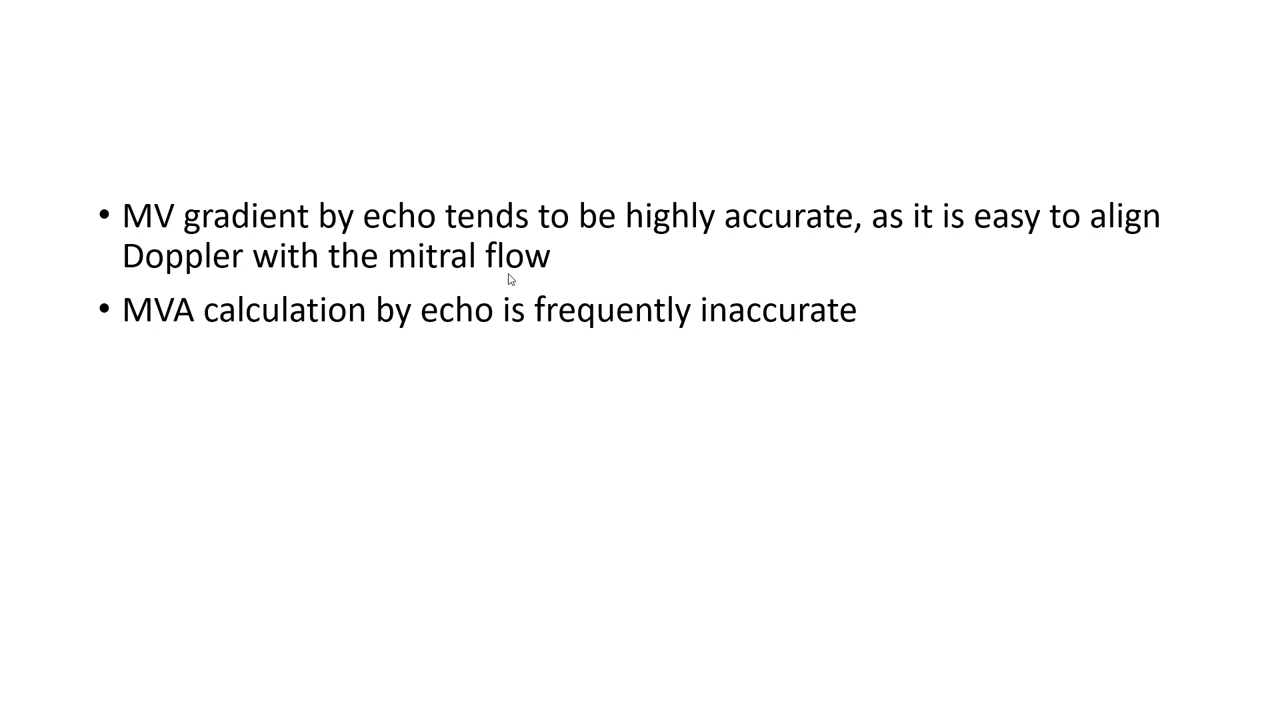 • MV gradient by echo tends to be highly accurate, as it is easy to align
Doppler with the mitral flow
• MVA calculation by echo is frequently inaccurate